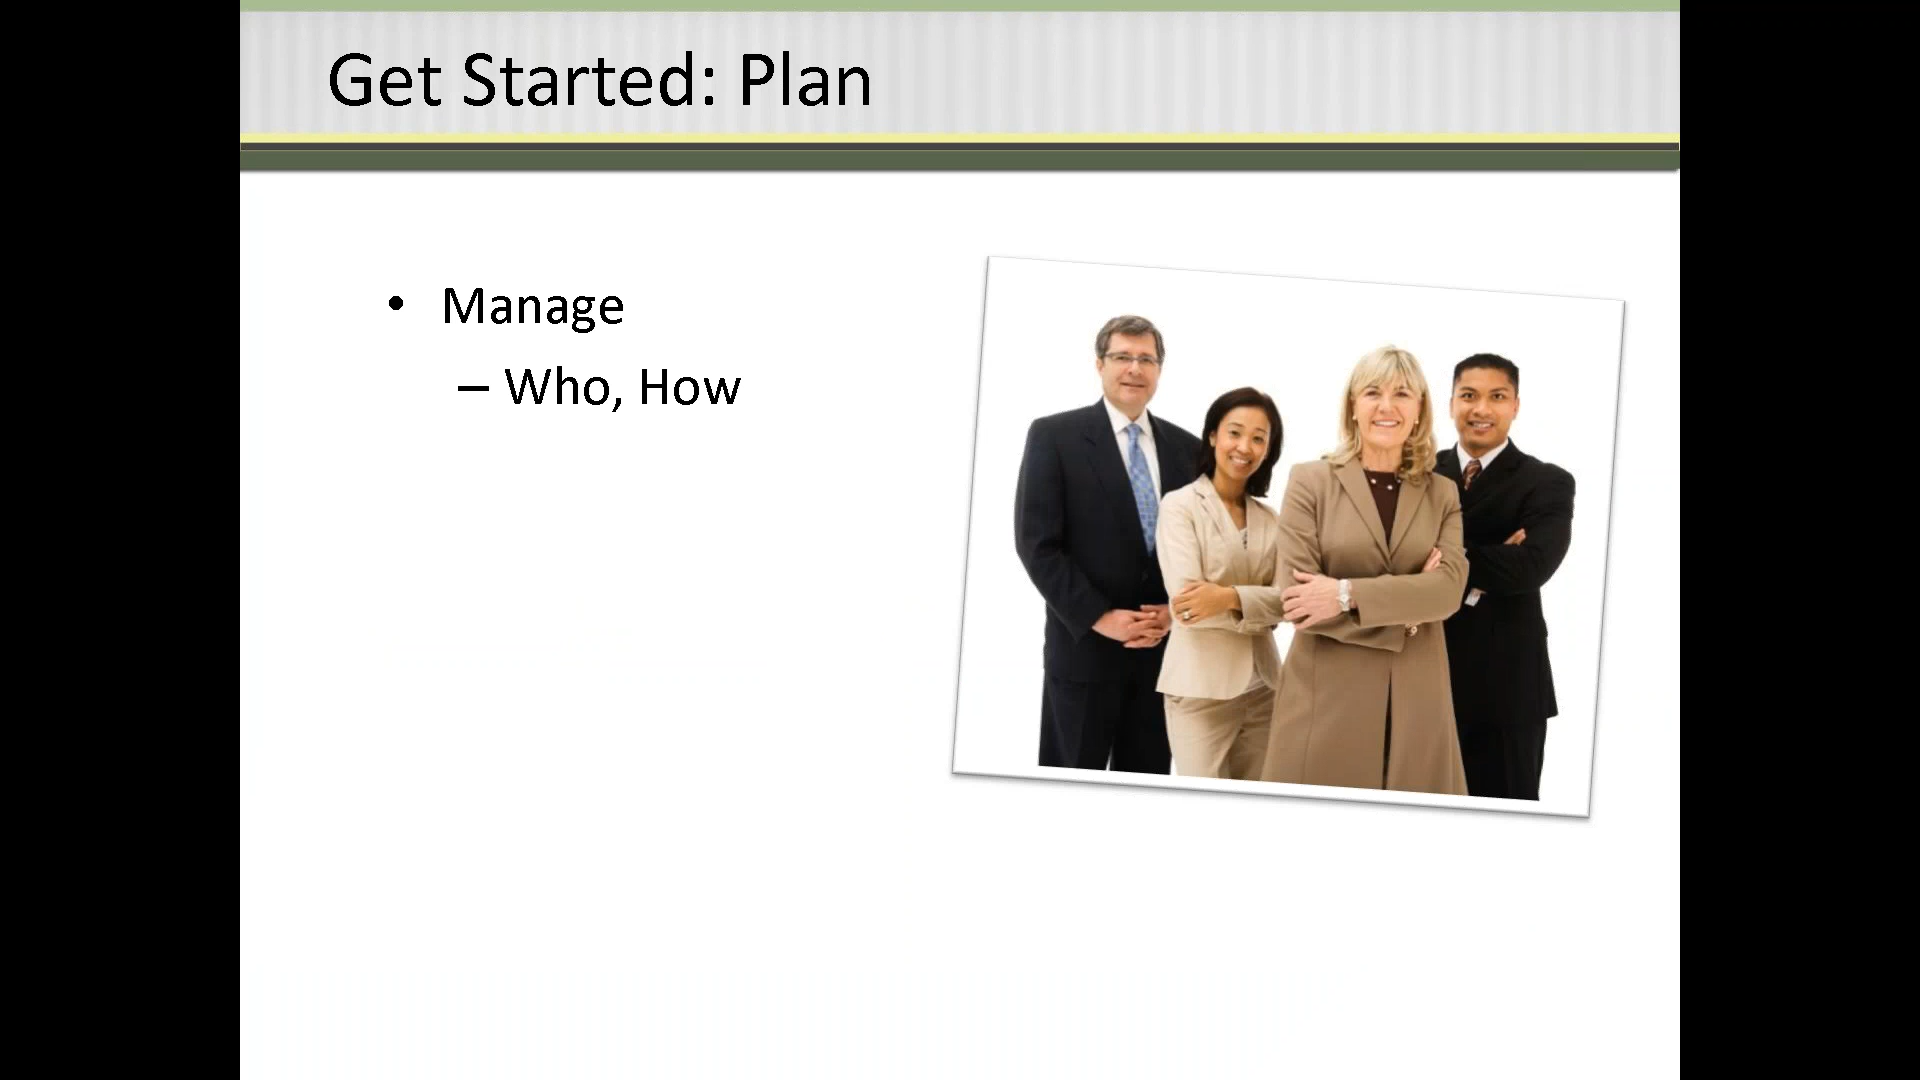 Get Started: Plan
• Manage
– Who, How